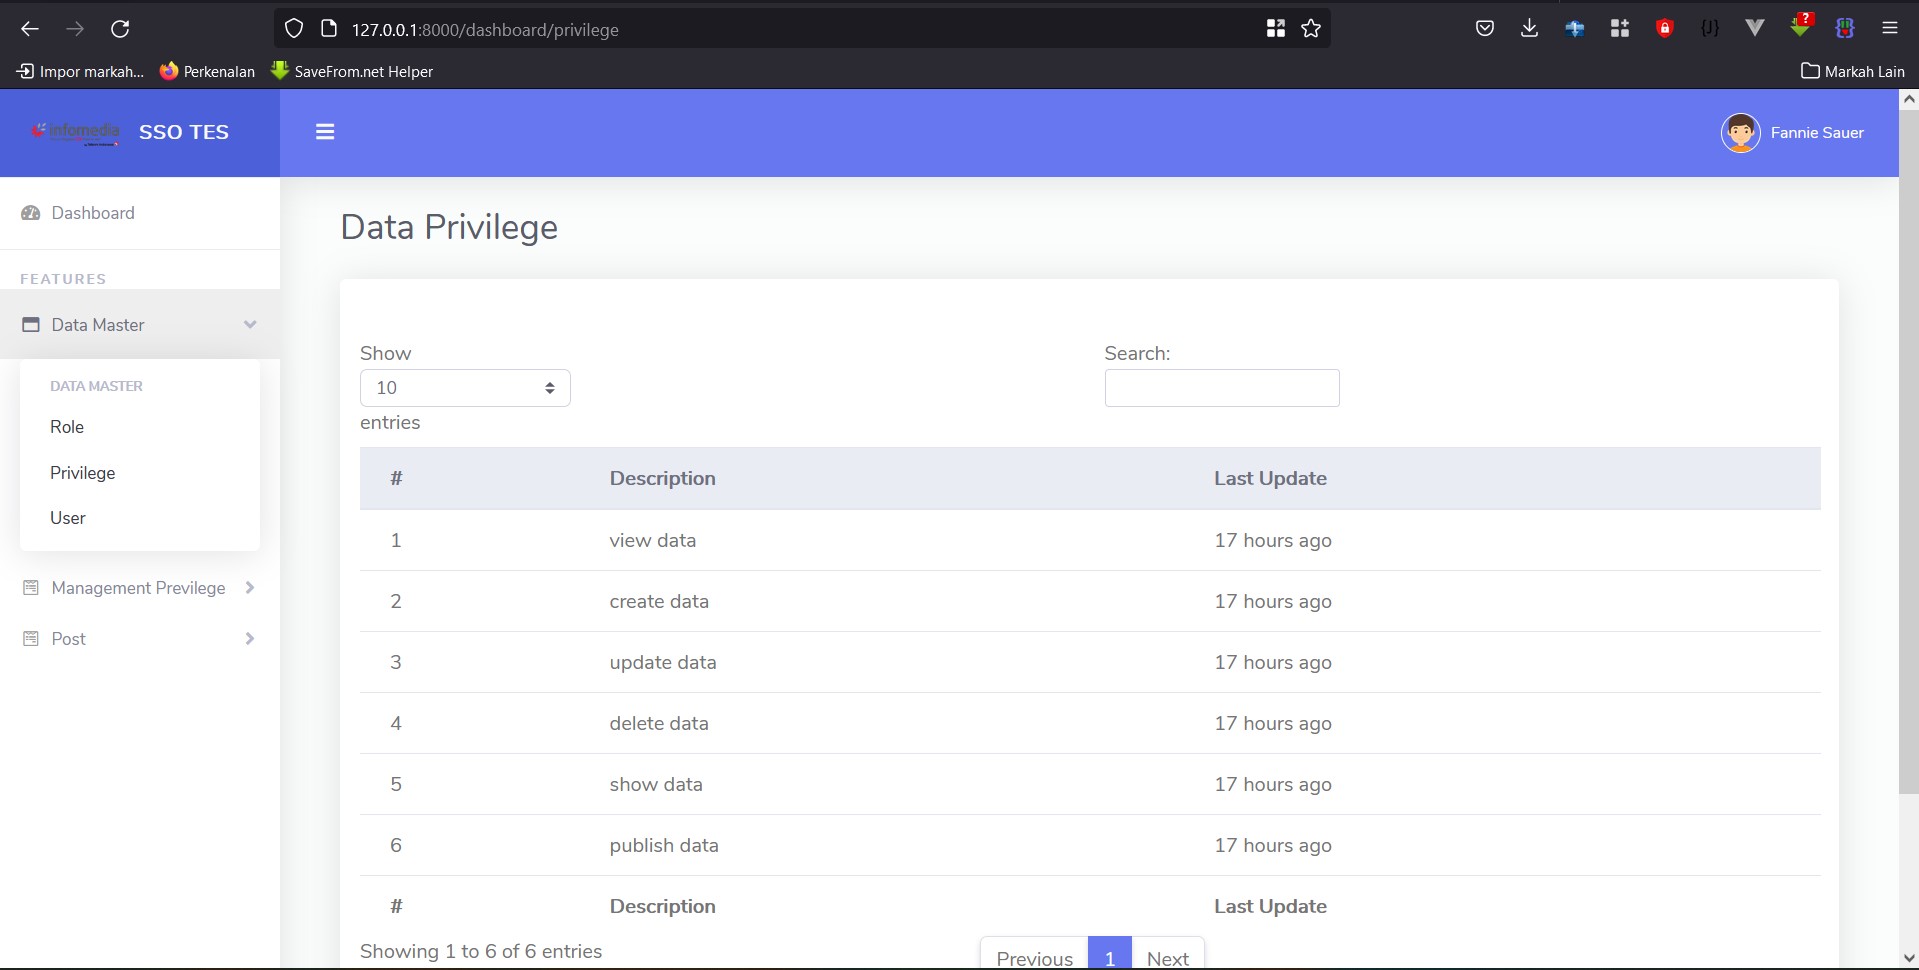 127.0.0.1:8000/dashboard/privilege
Impor markah...
Perkenalan
SaveFrom.net Helper
Markah Lain
infomedia
SSO TES
Fannie Sauer
Dashboard
FEATURES
Data Master
DATA MASTER
Role
Privilege
User
Management Previlege
Post
Data Privilege
Show
10
entries
Search:
# Description Last Update
1 view data 17 hours ago
2 create data 17 hours ago
3 update data 17 hours ago
4 delete data 17 hours ago
5 show data 17 hours ago
6 publish data 17 hours ago
# Description Last Update
Showing 1 to 6 of 6 entries
Previous 1 Next